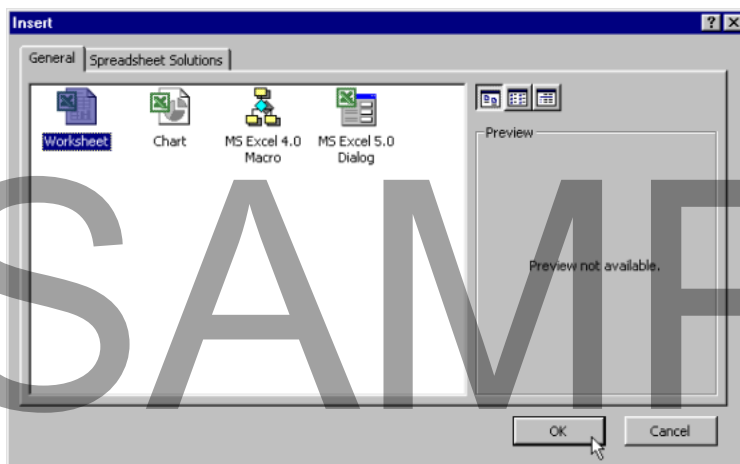 Insert
General Spreadsheet Solutions
Worksheet Chart MS Excel 4.0 Macro MS Excel 5.0 Dialog
Preview
Preview not available.
SAMP
OK Cancel